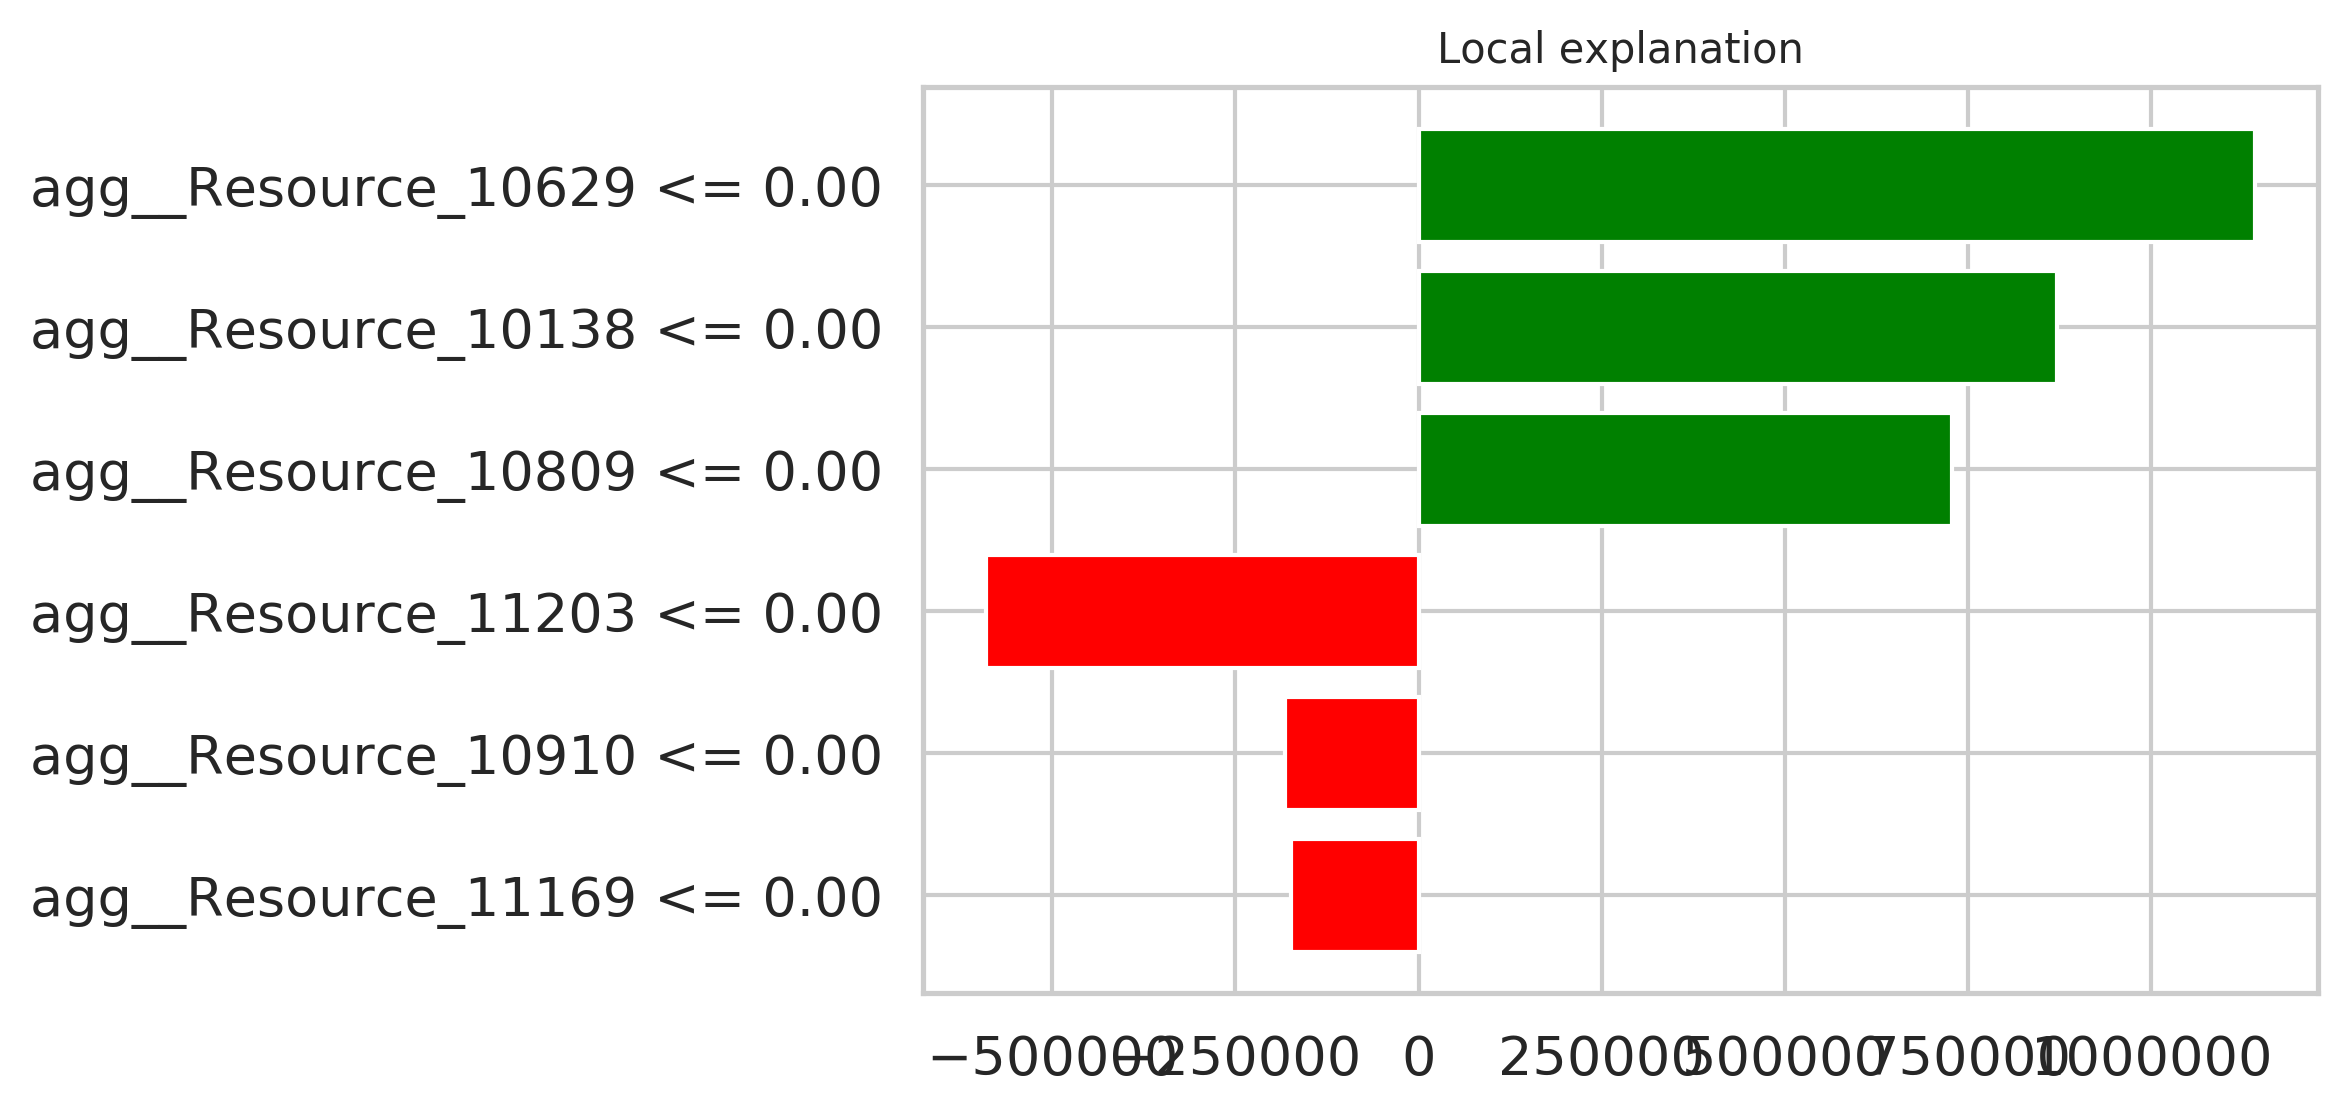 Local explanation
agg__Resource_10629 <= 0.00
agg__Resource_10138 <= 0.00
agg__Resource_10809 <= 0.00
agg__Resource_11203 <= 0.00
agg__Resource_10910 <= 0.00
agg__Resource_11169 <= 0.00
−500000 −250000 0 250000 500000 750000 1000000